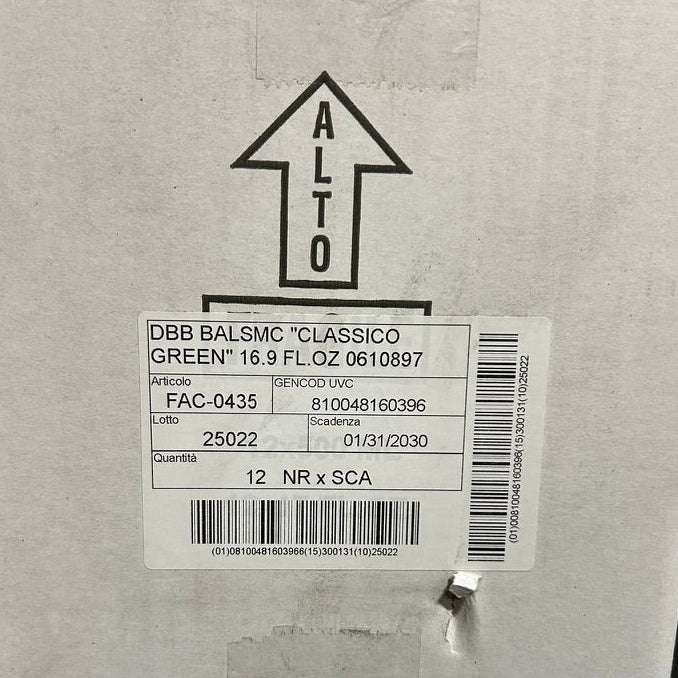 ALTO
DBB BALSMC "CLASSICO
GREEN" 16.9 FL.OZ 0610897
Articolo
FAC-0435
GENCOD UVC
810048160396
Lotto
25022
Scadenza
01/31/2030
Quantità
12 NR x SCA
(01)08100481603966(15)300131(10)25022
(01)00810048160396(15)300131(10)25022